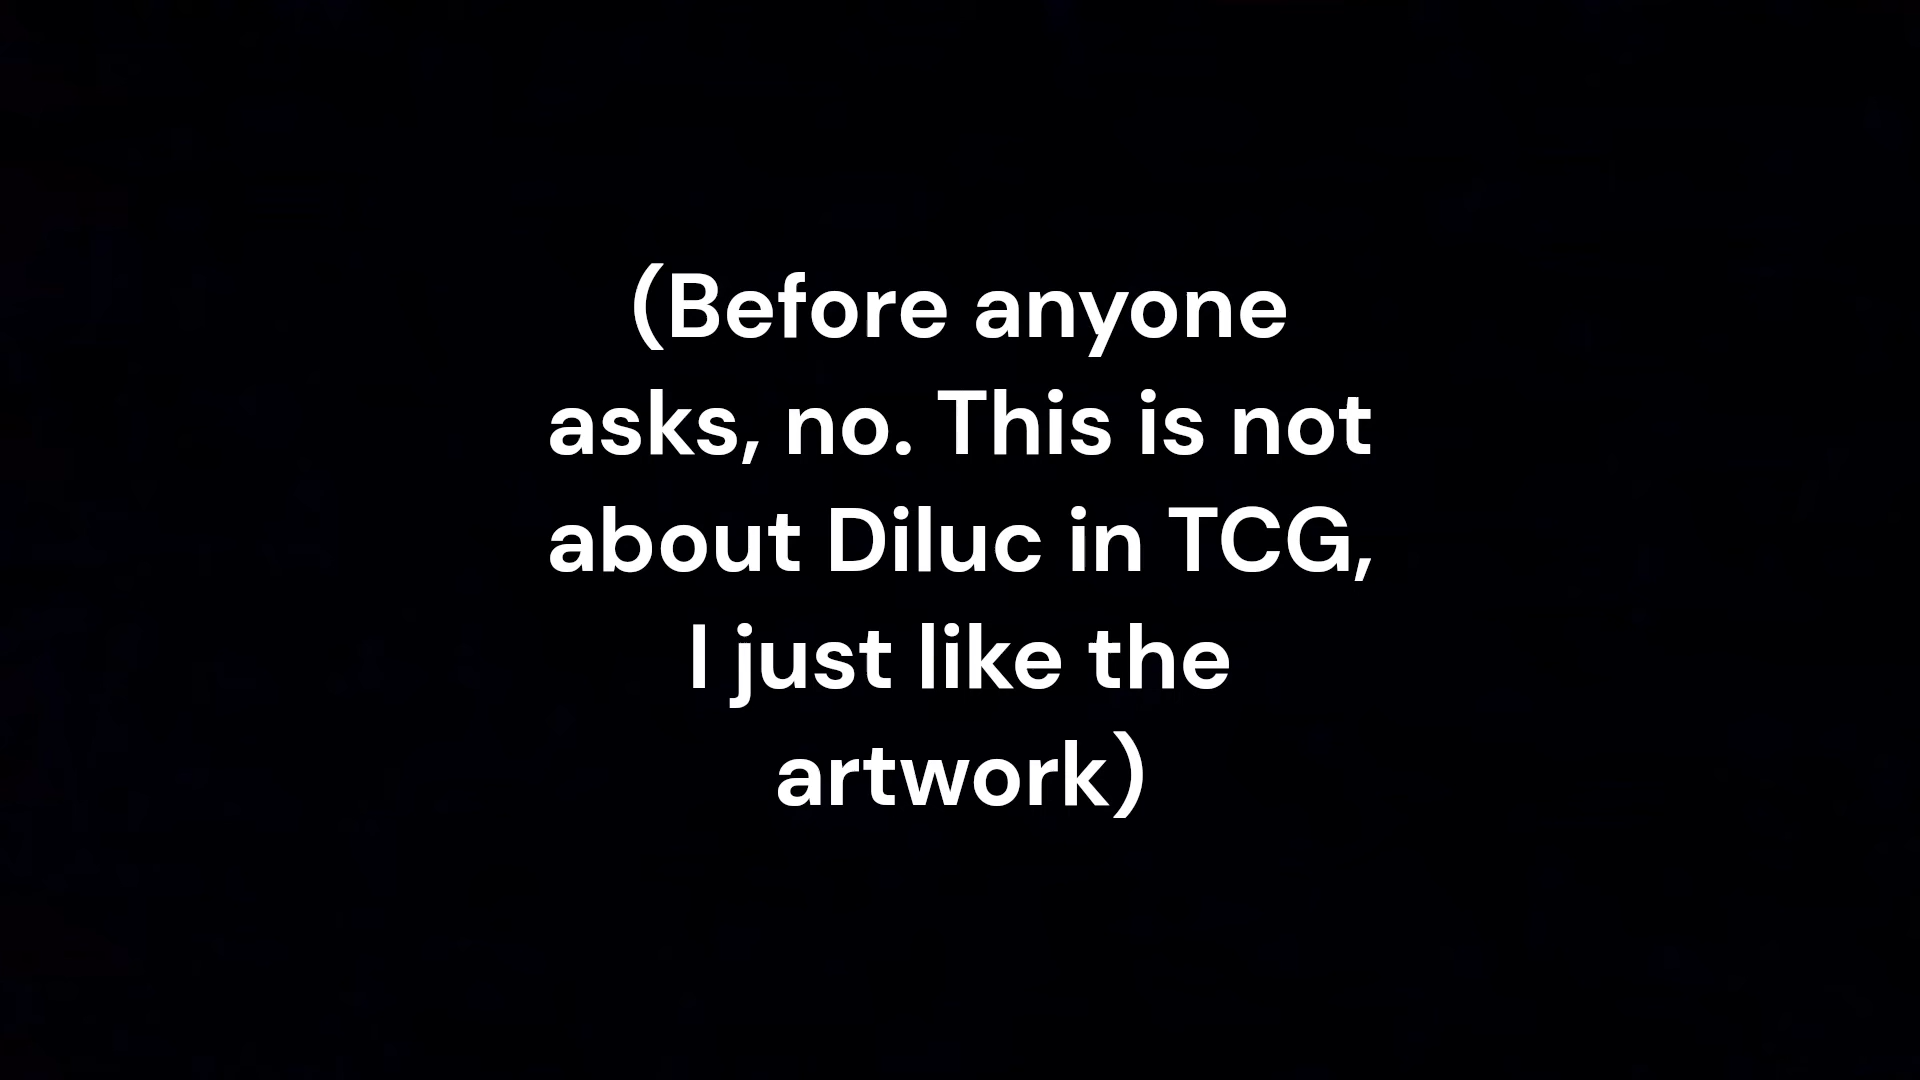 (Before anyone
asks, no. This is not
about Diluc in TCG,
I just like the
artwork)